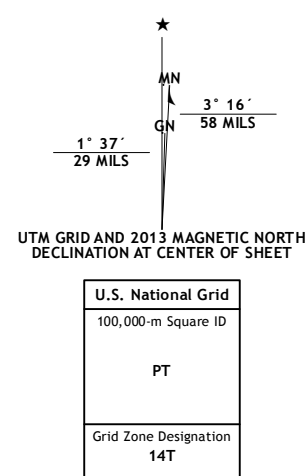 ★
MN
3° 16´
58 MILS
GN
1° 37´
29 MILS
UTM GRID AND 2013 MAGNETIC NORTH
DECLINATION AT CENTER OF SHEET
U.S. National Grid
100,000-m Square ID
PT
Grid Zone Designation
14T